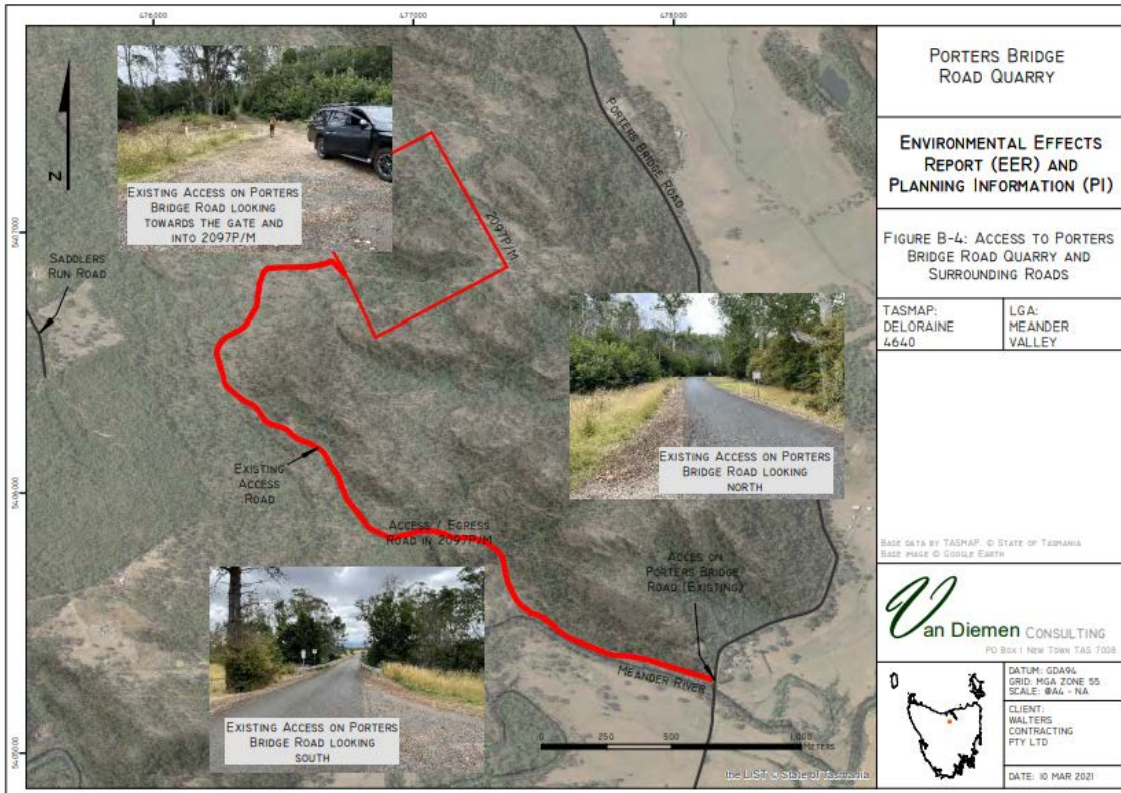 476000
477000
478000
5407000
5406000
5405000
N
EXISTING ACCESS ON PORTERS
BRIDGE ROAD LOOKING
TOWARDS THE GATE AND
INTO 2097P/M
SADDLERS
RUN ROAD
2097P/M
PORTERS BRIDGE ROAD
EXISTING ACCESS ON PORTERS
BRIDGE ROAD LOOKING
NORTH
EXISTING
ACCESS
ROAD
ACCESS / EGRESS
ROAD IN 2097P/M
ACCES ON
PORTERS BRIDGE
ROAD (EXISTING)
MEANDER RIVER
EXISTING ACCESS ON PORTERS
BRIDGE ROAD LOOKING
SOUTH
0 250 500 1,000
METERS
the LIST © State of Tasmania
PORTERS BRIDGE
ROAD QUARRY
ENVIRONMENTAL EFFECTS
REPORT (EER) AND
PLANNING INFORMATION (PI)
FIGURE B-4: ACCESS TO PORTERS
BRIDGE ROAD QUARRY AND
SURROUNDING ROADS
TASMAP:
DELORAINE
4640
LGA:
MEANDER
VALLEY
BASE DATA BY TASMAP. © STATE OF TASMANIA
BASE IMAGE © GOOGLE EARTH
Van Diemen CONSULTING
PO BOX 1 NEW TOWN TAS 7008
DATUM: GDA94
GRID: MGA ZONE 55
SCALE: @A4 - NA
CLIENT:
WALTERS
CONTRACTING
PTY LTD
DATE: 10 MAR 2021